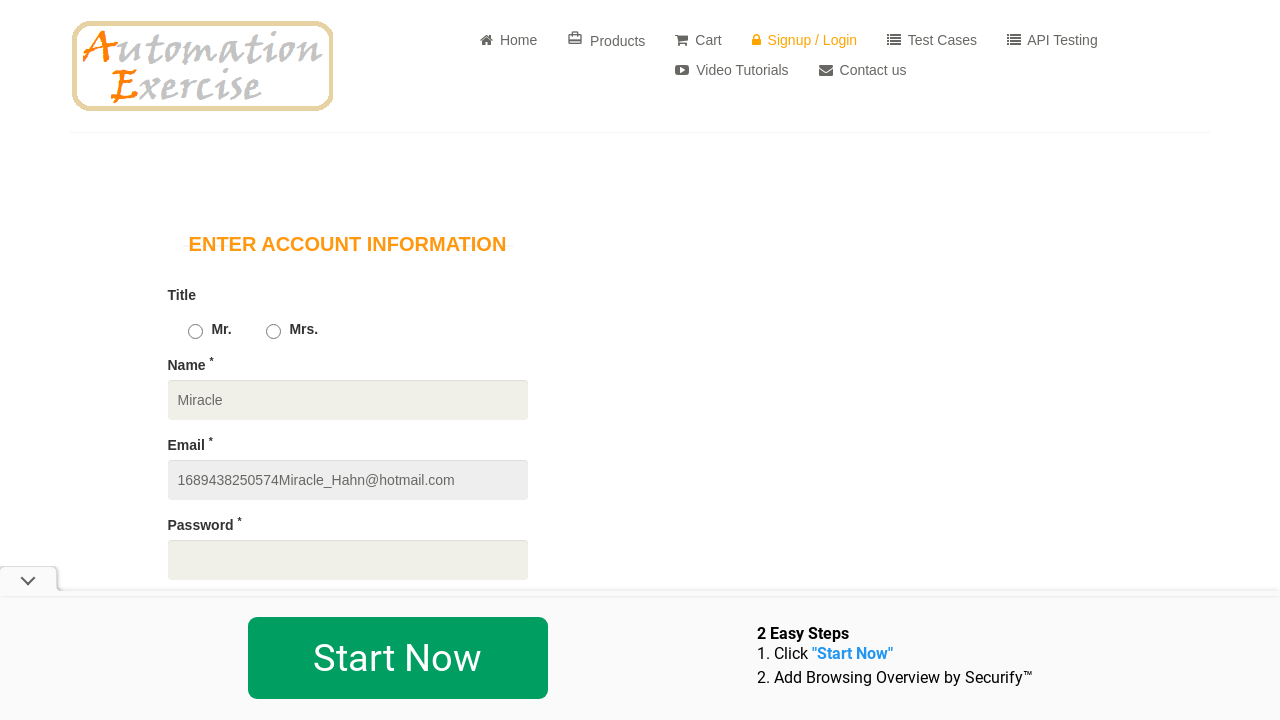 Automation
Exercise
Home
Products
Cart
Signup / Login
Test Cases
API Testing
Video Tutorials
Contact us
ENTER ACCOUNT INFORMATION
Title
Mr.
Mrs.
Name *
Miracle
Email *
1689438250574Miracle_Hahn@hotmail.com
Password *
Start Now
2 Easy Steps
1. Click "Start Now"
2. Add Browsing Overview by Securify™